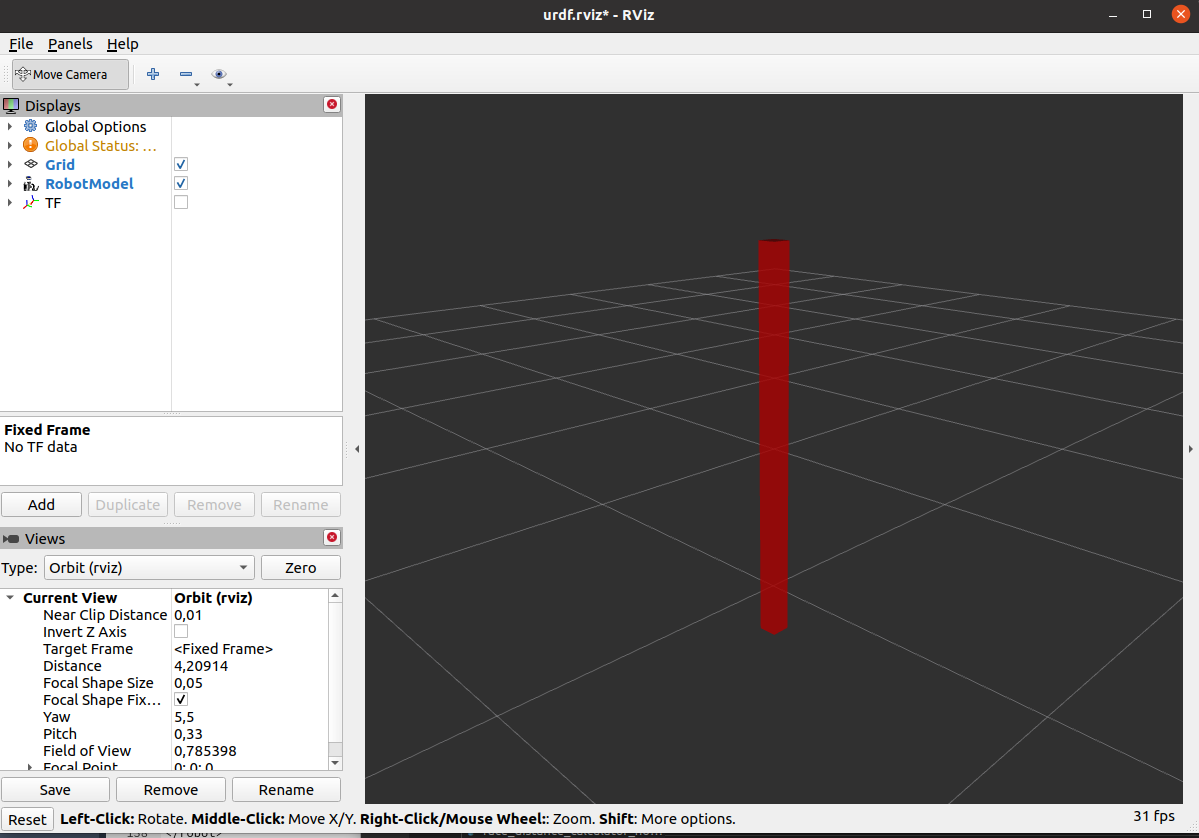 urdf.rviz* - RViz
File Panels Help
Move Camera
Displays
Global Options
Global Status: ...
Grid
RobotModel
TF
Fixed Frame
No TF data
Add Duplicate Remove Rename
Views
Type: Orbit (rviz) Zero
Current View Orbit (rviz)
Near Clip Distance 0,01
Invert Z Axis
Target Frame <Fixed Frame>
Distance 4,20914
Focal Shape Size 0,05
Focal Shape Fix...
Yaw 5,5
Pitch 0,33
Field of View 0,785398
Focal Point 0; 0; 0
Save Remove Rename
Reset Left-Click: Rotate. Middle-Click: Move X/Y. Right-Click/Mouse Wheel:: Zoom. Shift: More options. 31 fps